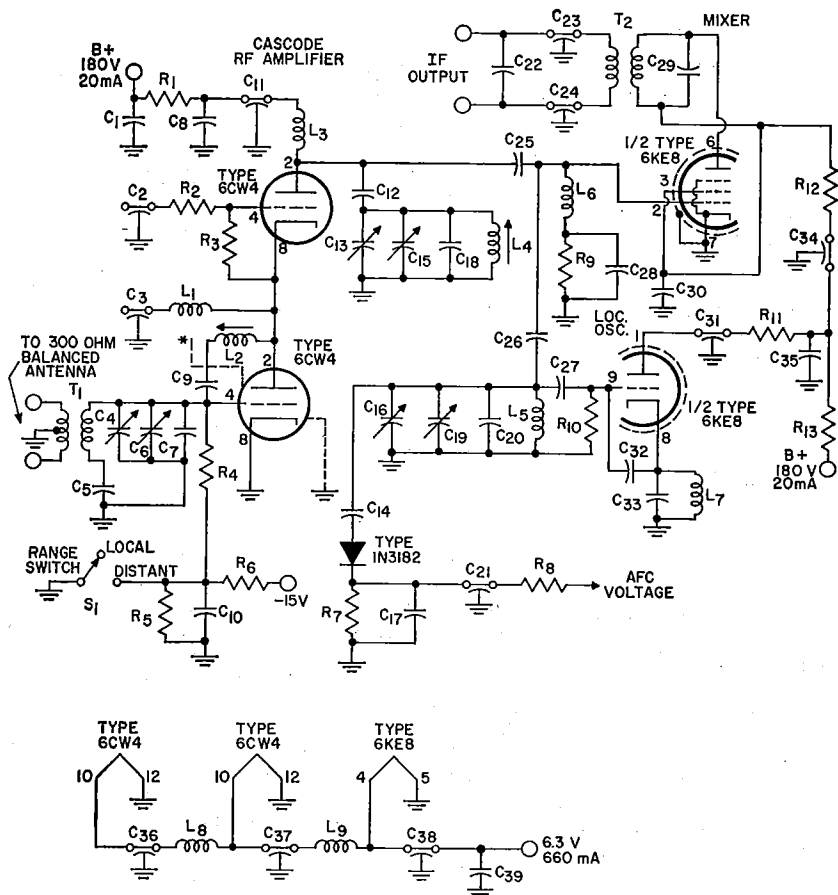 C23
T2
MIXER
CASCODE
RF AMPLIFIER
B+
180V
20mA
R1
C11
IF
OUTPUT
C22
C24
C29
C1
C8
L3
C25
1/2 TYPE
6KE8
6
3
1
2
7
TYPE
6CW4
2
4
8
C2
R2
R3
C12
C13
C15
C18
L4
L6
R9
C28
R12
C34
C30
C3
L1
*
L2
C9
TYPE
6CW4
2
4
8
LOC.
OSC.
1
C31
R11
C35
C26
C27
9
8
1/2 TYPE
6KE8
R13
B+
180V
20mA
TO 300 OHM
BALANCED
ANTENNA
T1
C4
C6
C7
C5
R4
C16
C19
C20
L5
R10
C32
C33
L7
C14
TYPE
IN3182
RANGE
SWITCH
LOCAL
DISTANT
S1
R6
-15V
R5
C10
R7
C17
C21
R8
AFC
VOLTAGE
TYPE
6CW4
TYPE
6CW4
TYPE
6KE8
10
12
10
12
4
5
C36
L8
C37
L9
C38
C39
6.3 V
660 mA